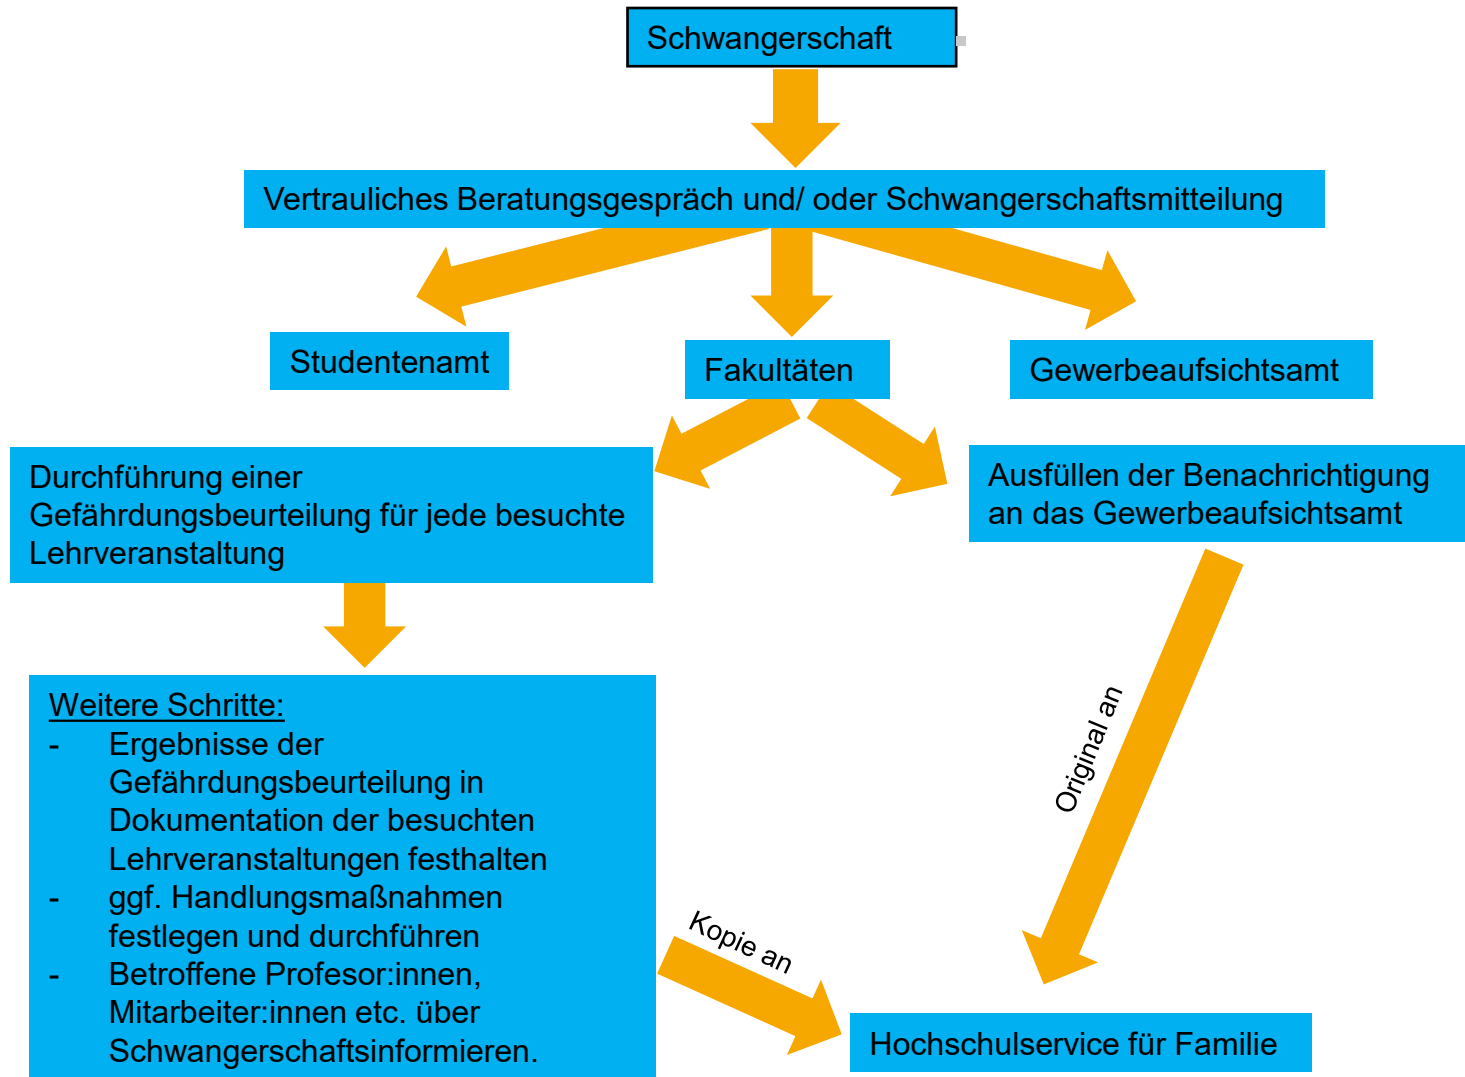 Schwangerschaft
Vertrauliches Beratungsgespräch und/ oder Schwangerschaftsmitteilung
Studentenamt
Fakultäten
Gewerbeaufsichtsamt
Durchführung einer
Gefährdungsbeurteilung für jede besuchte
Lehrveranstaltung
Ausfüllen der Benachrichtigung
an das Gewerbeaufsichtsamt
Weitere Schritte:
- Ergebnisse der
Gefährdungsbeurteilung in
Dokumentation der besuchten
Lehrveranstaltungen festhalten
- ggf. Handlungsmaßnahmen
festlegen und durchführen
- Betroffene Profesor:innen,
Mitarbeiter:innen etc. über
Schwangerschaftsinformieren.
Original an
Kopie an
Hochschulservice für Familie